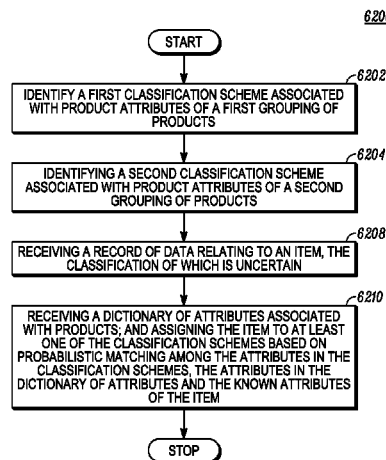 620
START
6202
IDENTIFY A FIRST CLASSIFICATION SCHEME ASSOCIATED
WITH PRODUCT ATTRIBUTES OF A FIRST GROUPING OF
PRODUCTS
6204
IDENTIFYING A SECOND CLASSIFICATION SCHEME
ASSOCIATED WITH PRODUCT ATTRIBUTES OF A SECOND
GROUPING OF PRODUCTS
6208
RECEIVING A RECORD OF DATA RELATING TO AN ITEM, THE
CLASSIFICATION OF WHICH IS UNCERTAIN
6210
RECEIVING A DICTIONARY OF ATTRIBUTES ASSOCIATED
WITH PRODUCTS; AND ASSIGNING THE ITEM TO AT LEAST
ONE OF THE CLASSIFICATION SCHEMES BASED ON
PROBABILISTIC MATCHING AMONG THE ATTRIBUTES IN THE
CLASSIFICATION SCHEMES, THE ATTRIBUTES IN THE
DICTIONARY OF ATTRIBUTES AND THE KNOWN ATTRIBUTES
OF THE ITEM
STOP